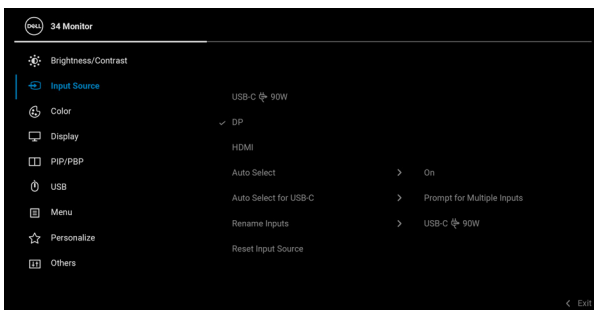 DELL 34 Monitor
Brightness/Contrast
Input Source
USB-C 90W
Color
DP
Display
HDMI
PIP/PBP
Auto Select On
USB
Auto Select for USB-C Prompt for Multiple Inputs
Menu
Rename Inputs USB-C 90W
Personalize
Reset Input Source
Others
Exit